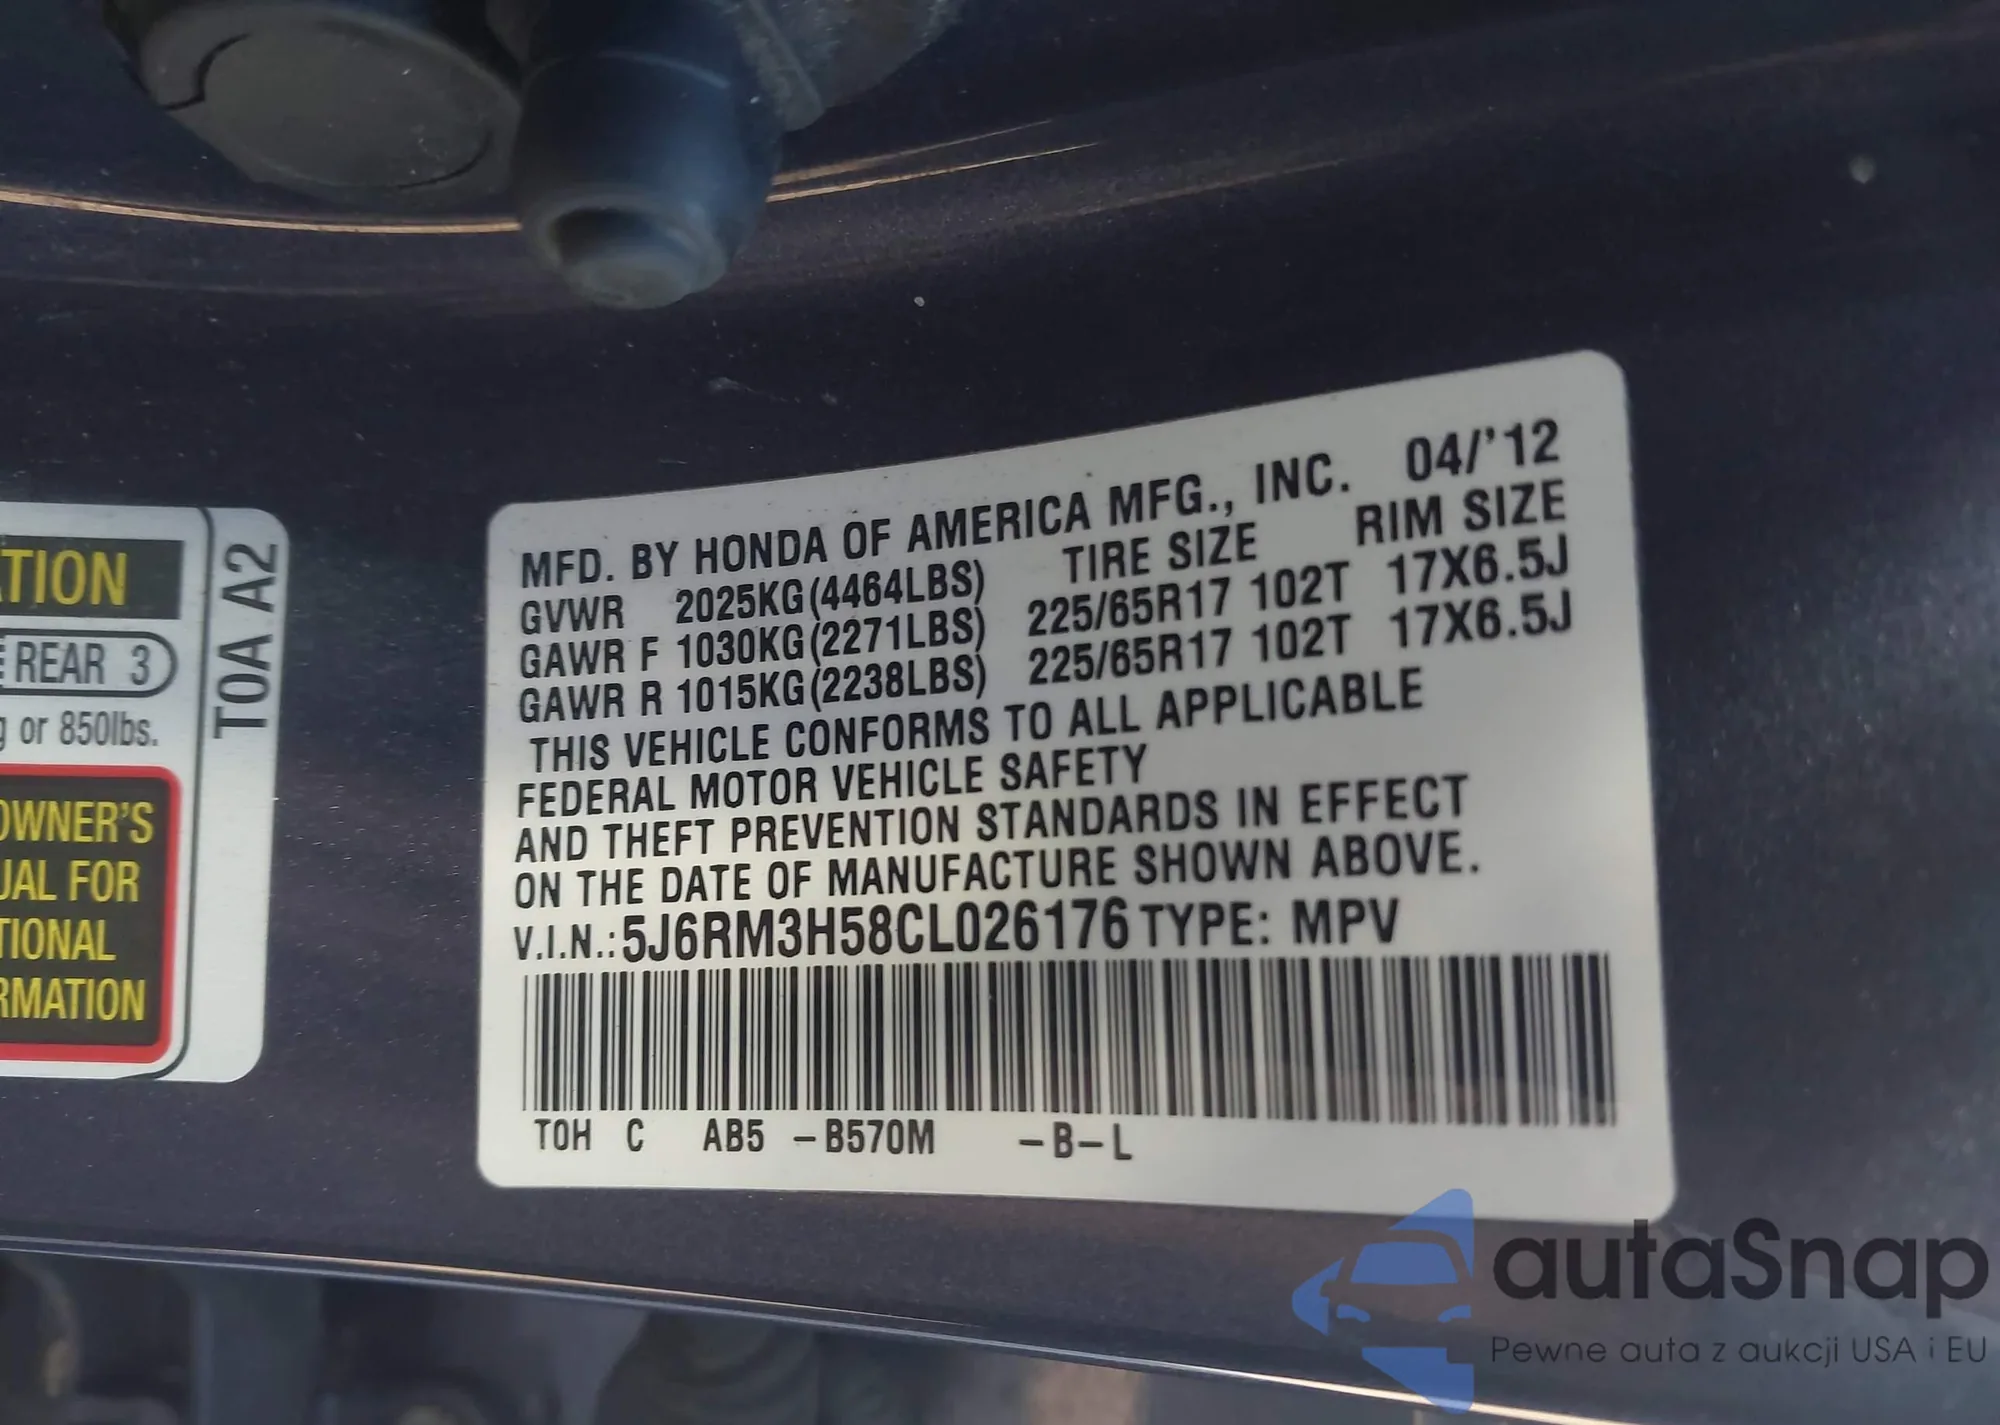 TION
REAR 3
or 850lbs.
OWNER'S
UAL FOR
TIONAL
RMATION
T0A A2
MFD. BY HONDA OF AMERICA MFG., INC. 04/'12
TIRE SIZE RIM SIZE
GVWR 2025KG(4464LBS)
GAWR F 1030KG(2271LBS) 225/65R17 102T 17X6.5J
GAWR R 1015KG(2238LBS) 225/65R17 102T 17X6.5J
THIS VEHICLE CONFORMS TO ALL APPLICABLE
FEDERAL MOTOR VEHICLE SAFETY
AND THEFT PREVENTION STANDARDS IN EFFECT
ON THE DATE OF MANUFACTURE SHOWN ABOVE.
V.I.N.:5J6RM3H58CL026176 TYPE: MPV
T0H C AB5 –B570M –B–L
autaSnap
Pewne auta z aukcji USA i EU